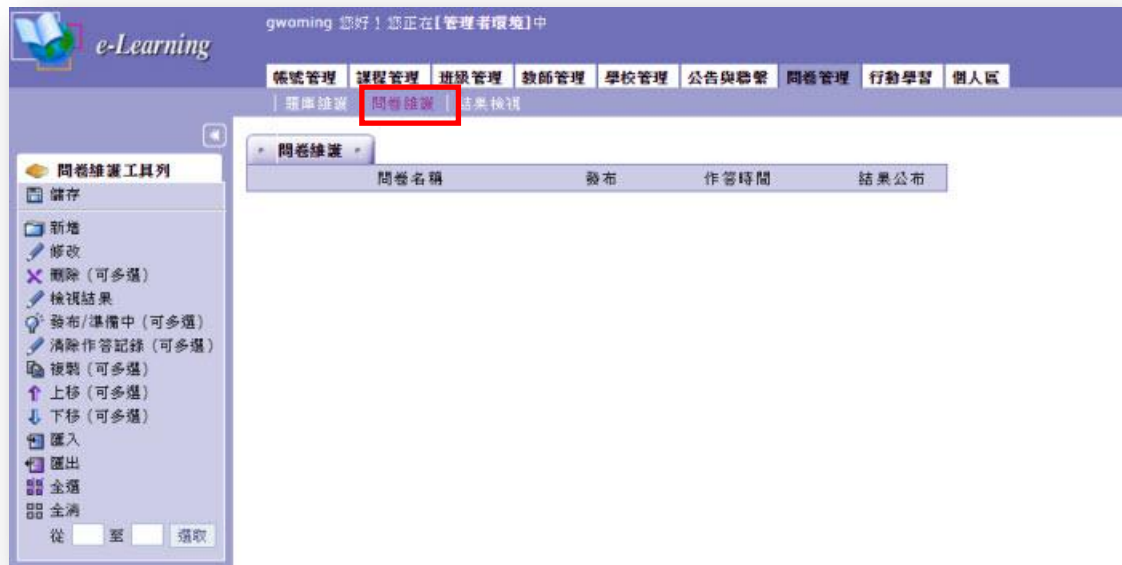 e-Learning
gwoming 您好！您正在【管理者環境】中
帳號管理 課程管理 班級管理 教師管理 學校管理 公告與聯繫 問卷管理 行動學習 個人區
| 題庫維護 | 問卷維護 | 結果檢視
問卷維護
問卷名稱 發布 作答時間 結果公布
問卷維護工具列
儲存
新增
修改
刪除 (可多選)
檢視結果
發布/準備中 (可多選)
清除作答記錄 (可多選)
複製 (可多選)
上移 (可多選)
下移 (可多選)
匯入
匯出
全選
全消
從 至 選取